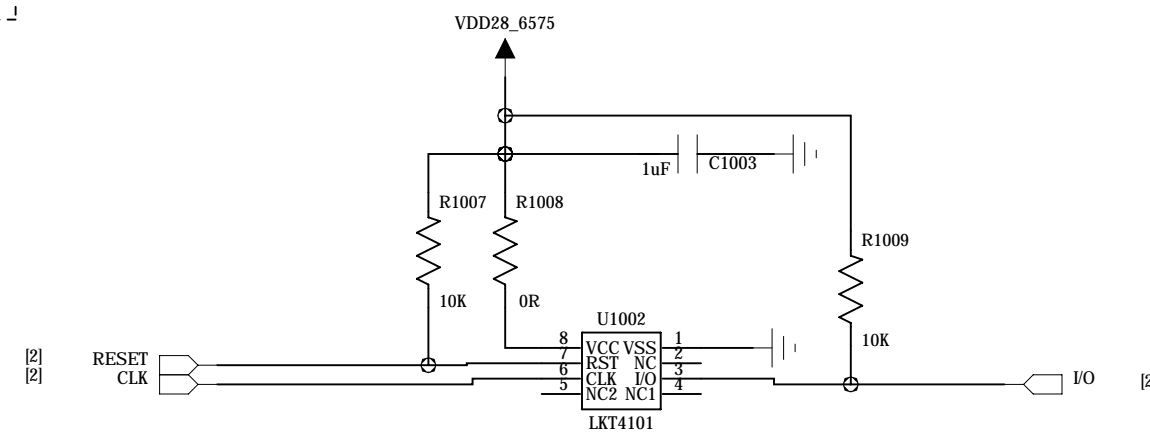 VDD28_6575
1uF C1003
R1007 R1008
R1009
10K 0R
U1002
10K
8 VCC VSS 1
7 RST NC 2
6 CLK I/O 3
5 NC2 NC1 4
[2] RESET
[2] CLK
I/O
LKT4101